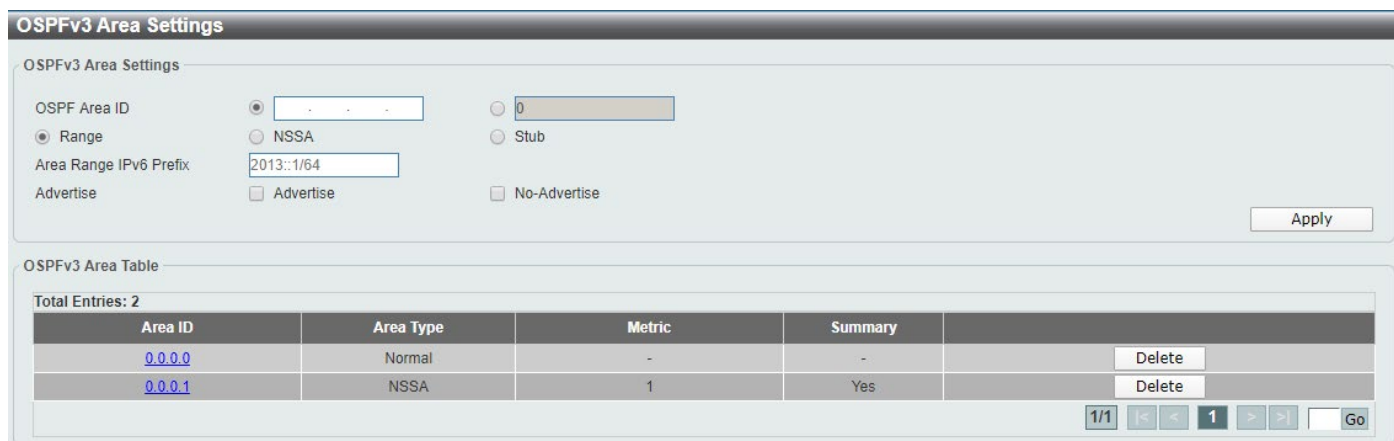 OSPFv3 Area Settings
OSPFv3 Area Settings
OSPF Area ID . . . 0
Range NSSA Stub
Area Range IPv6 Prefix 2013::1/64
Advertise Advertise No-Advertise
Apply
OSPFv3 Area Table
Total Entries: 2
Area ID Area Type Metric Summary
0.0.0.0 Normal - - Delete
0.0.0.1 NSSA 1 Yes Delete
1/1 |< < 1 > >| Go